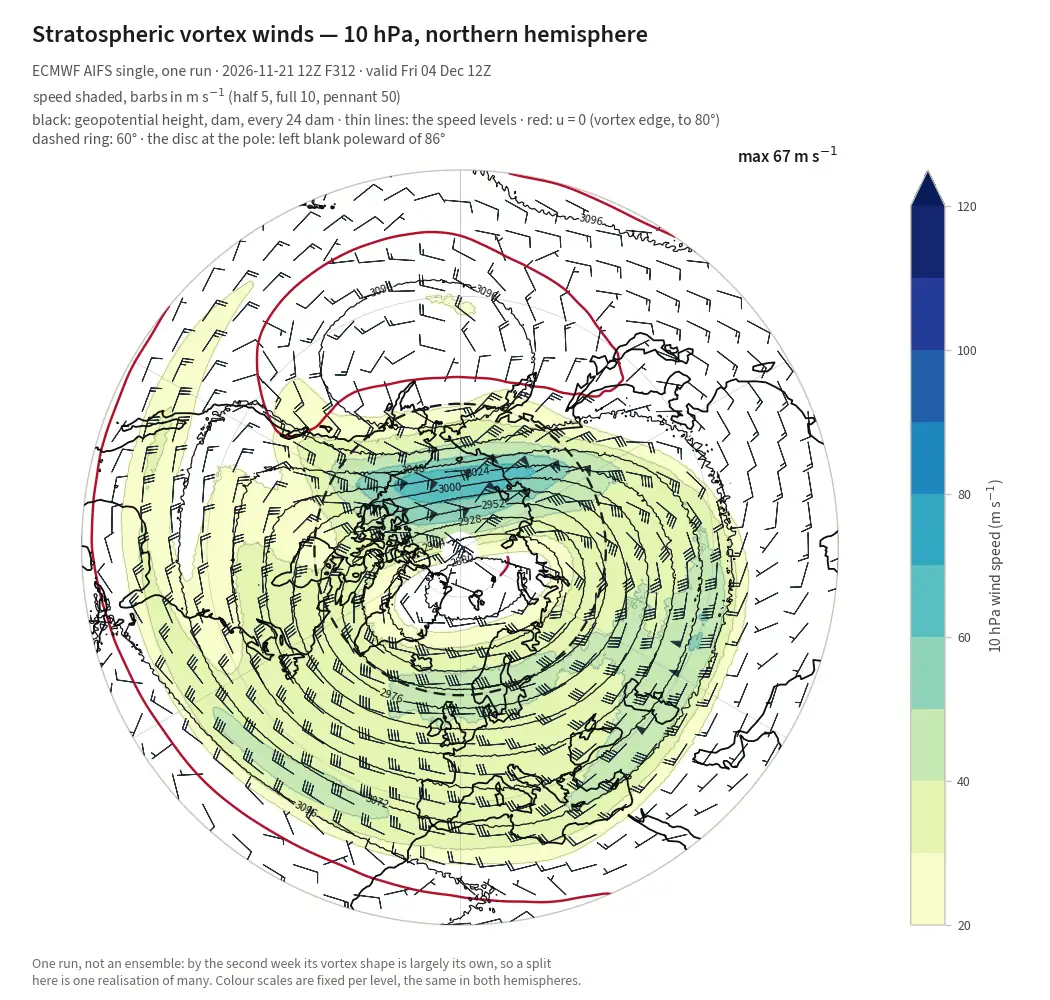 Stratospheric vortex winds — 10 hPa, northern hemisphere
ECMWF AIFS single, one run · 2026-11-21 12Z F312 · valid Fri 04 Dec 12Z
speed shaded, barbs in m s⁻¹ (half 5, full 10, pennant 50)
black: geopotential height, dam, every 24 dam · thin lines: the speed levels · red: u = 0 (vortex edge, to 80°)
dashed ring: 60° · the disc at the pole: left blank poleward of 86°
max 67 m s⁻¹
3096
3096
3048
3024
3000
2952
2928
2976
3072
3096
120
100
80
60
40
20
10 hPa wind speed (m s⁻¹)
One run, not an ensemble: by the second week its vortex shape is largely its own, so a split
here is one realisation of many. Colour scales are fixed per level, the same in both hemispheres.